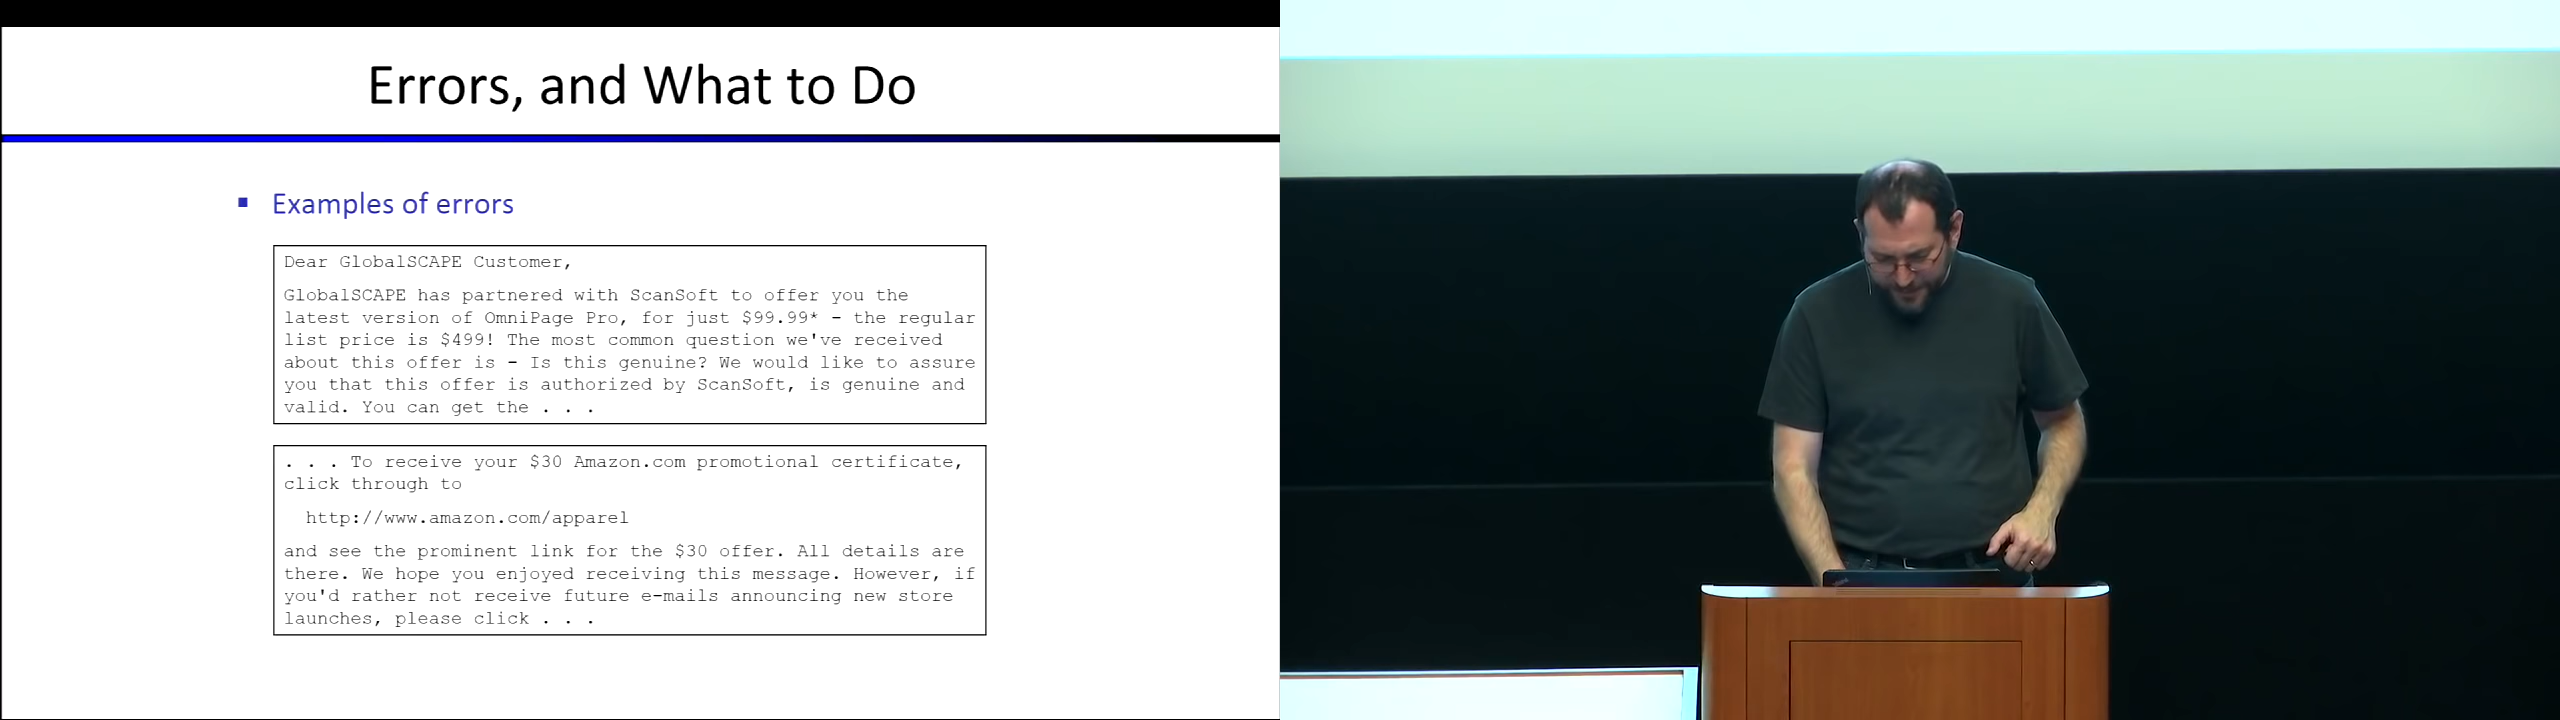 Errors, and What to Do
Examples of errors
Dear GlobalSCAPE Customer,
GlobalSCAPE has partnered with ScanSoft to offer you the
latest version of OmniPage Pro, for just $99.99* - the regular
list price is $499! The most common question we've received
about this offer is - Is this genuine? We would like to assure
you that this offer is authorized by ScanSoft, is genuine and
valid. You can get the . . .
. . . To receive your $30 Amazon.com promotional certificate,
click through to
http://www.amazon.com/apparel
and see the prominent link for the $30 offer. All details are
there. We hope you enjoyed receiving this message. However, if
you'd rather not receive future e-mails announcing new store
launches, please click . . .